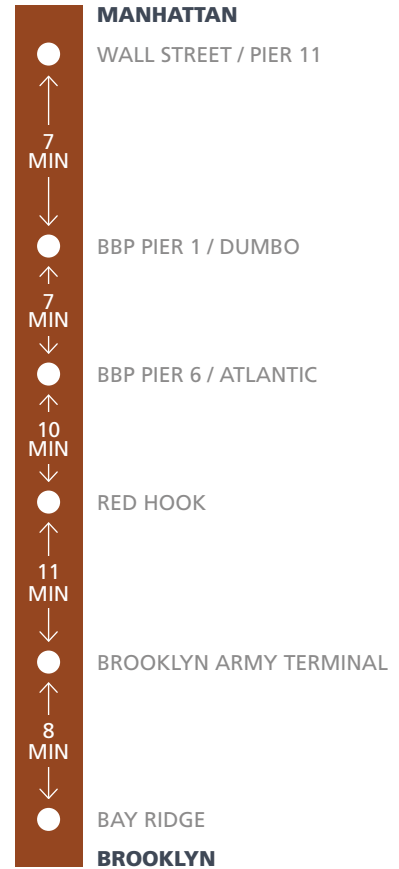 MANHATTAN
WALL STREET / PIER 11
7
MIN
BBP PIER 1 / DUMBO
7
MIN
BBP PIER 6 / ATLANTIC
10
MIN
RED HOOK
11
MIN
BROOKLYN ARMY TERMINAL
8
MIN
BAY RIDGE
BROOKLYN